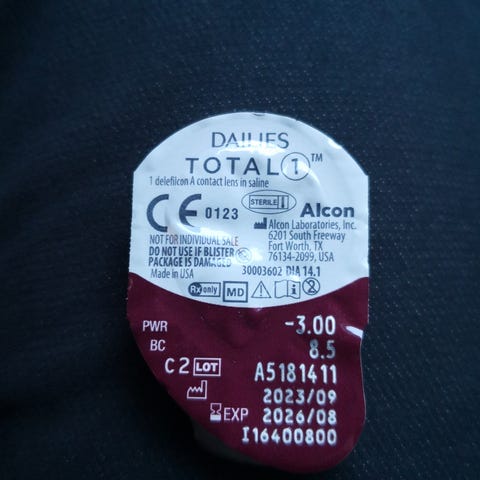 DAILIES
TOTAL 1™
1 delefilcon A contact lens in saline
CE 0123 STERILE Alcon
Alcon Laboratories, Inc.
6201 South Freeway
Fort Worth, TX
76134-2099, USA
NOT FOR INDIVIDUAL SALE
DO NOT USE IF BLISTER
PACKAGE IS DAMAGED
Made in USA 30003602 DIA 14.1
Rx only MD
PWR -3.00
BC 8.5
C2 LOT A5181411
2023/09
EXP 2026/08
I16400800